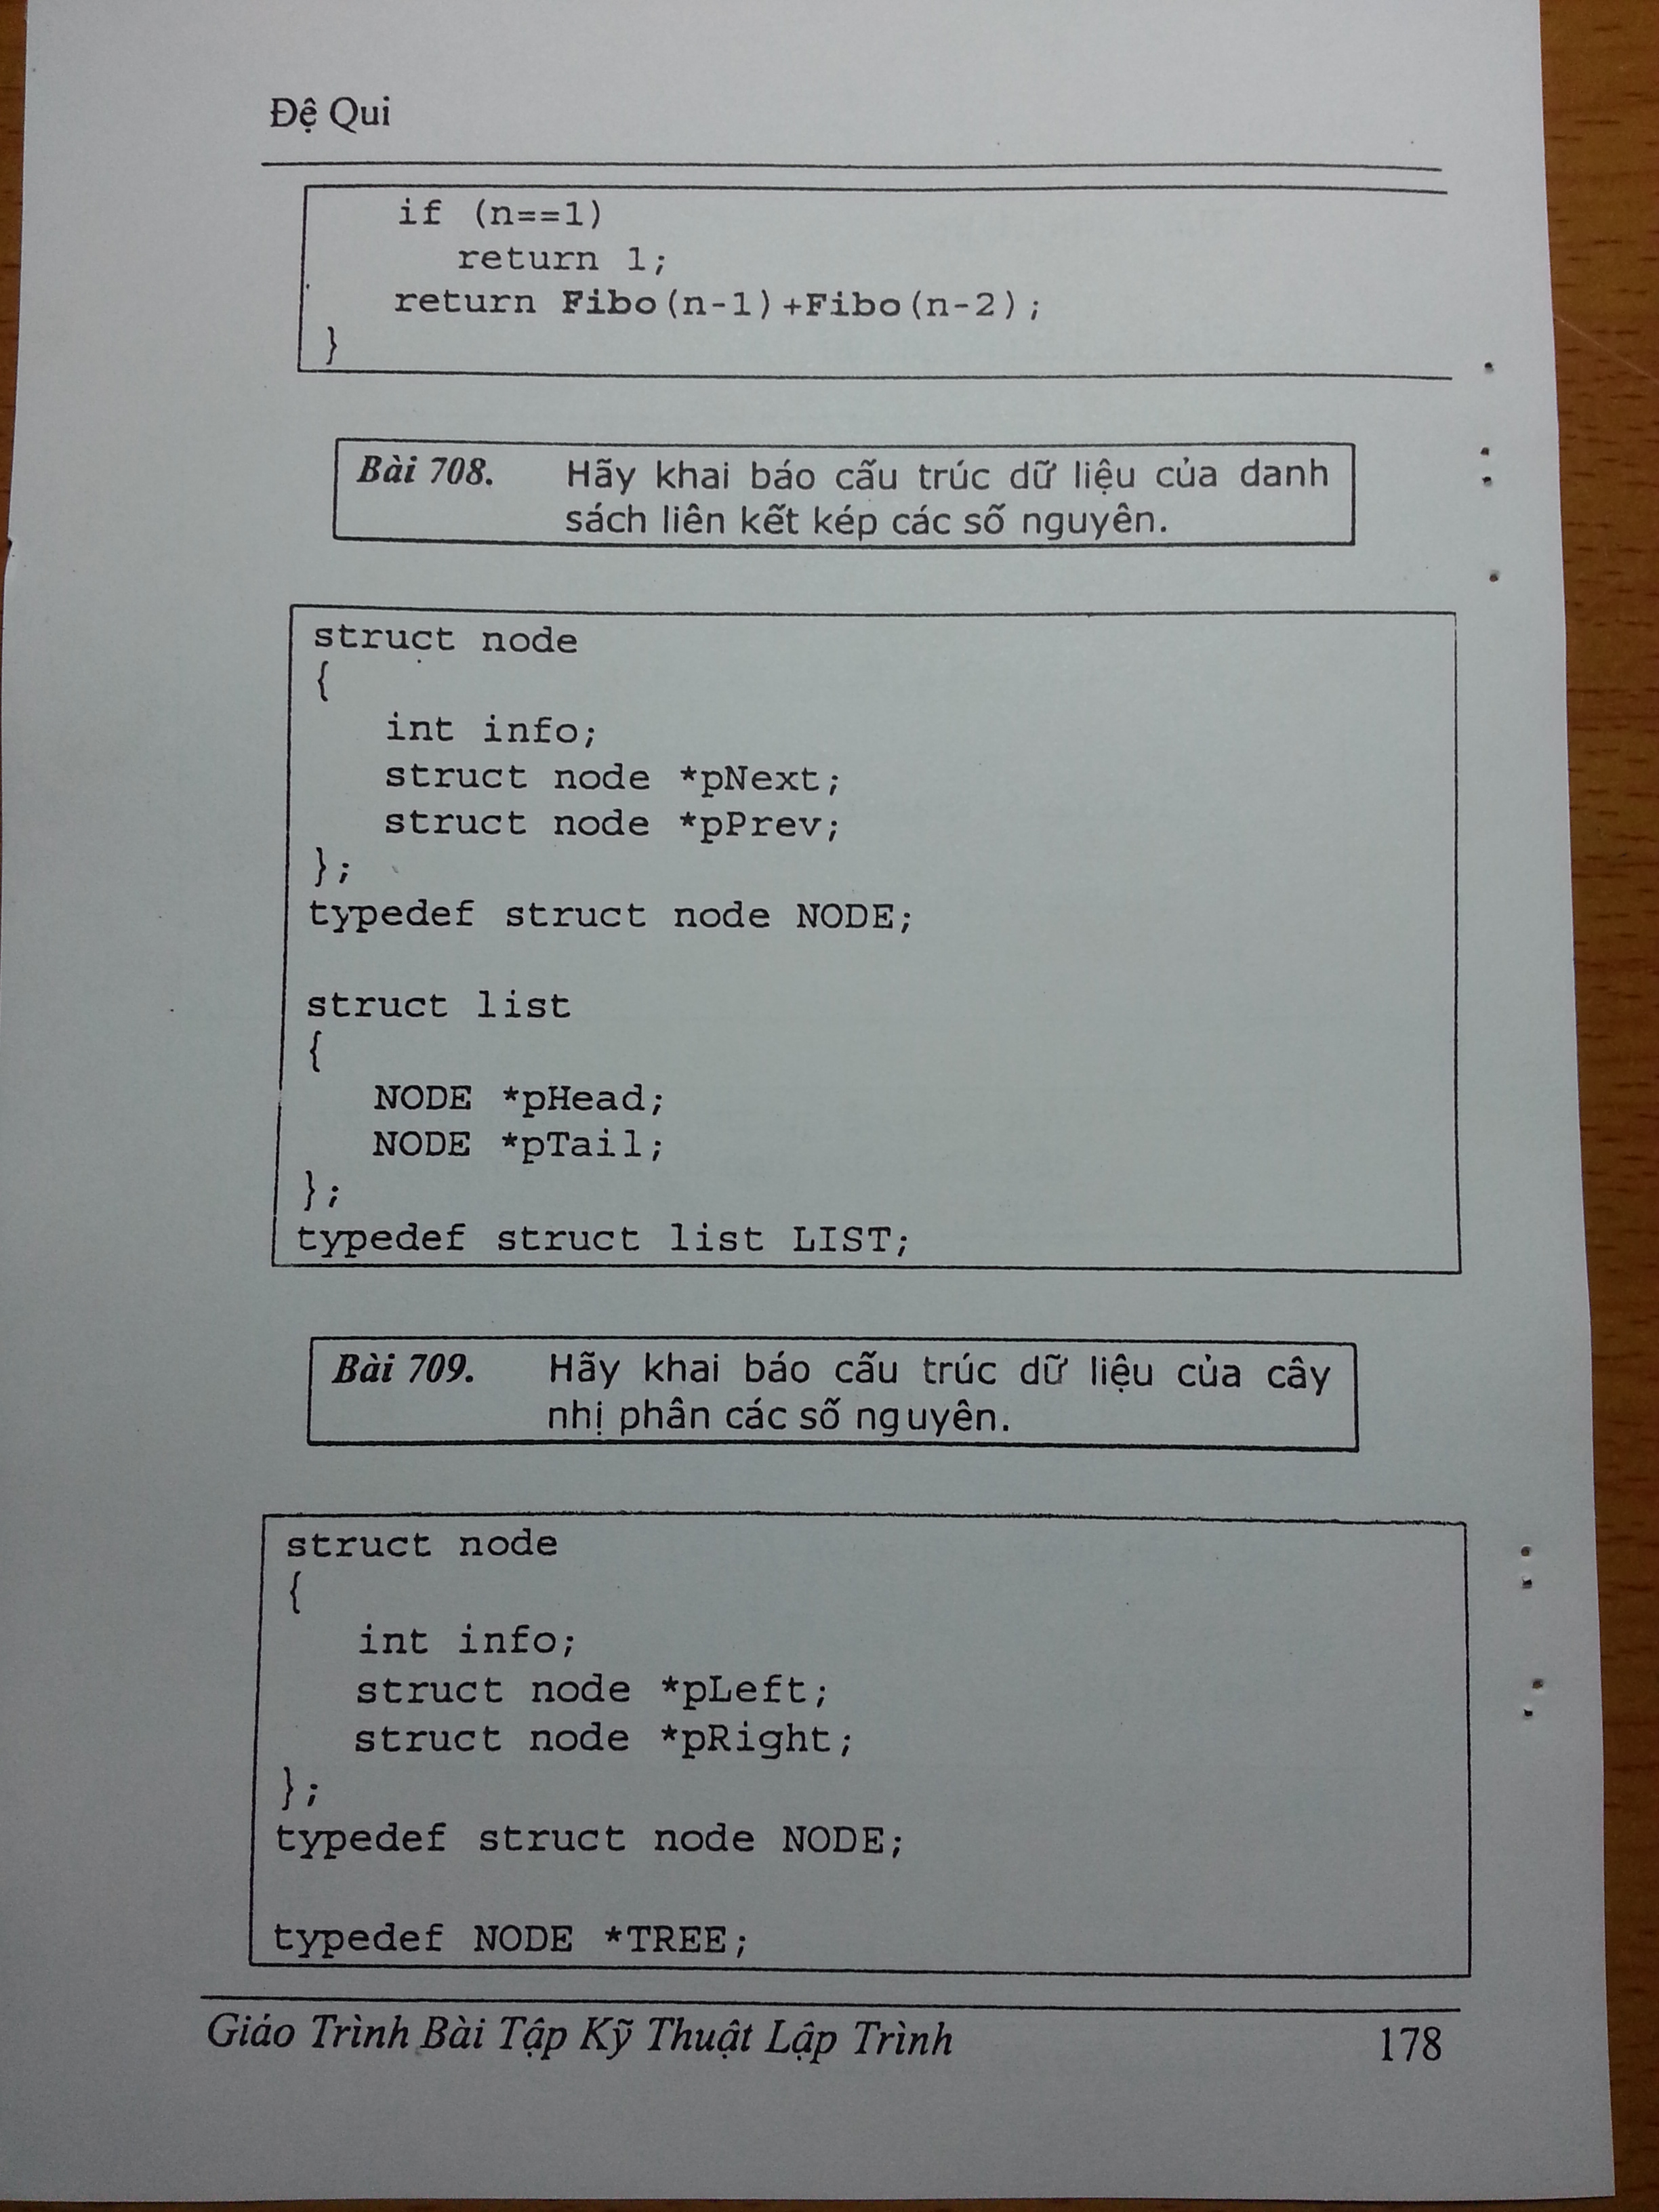 Đệ Qui
if (n==1)
return 1;
return Fibo(n-1)+Fibo(n-2);
}
Bài 708. Hãy khai báo cấu trúc dữ liệu của danh
sách liên kết kép các số nguyên.
struct node
{
int info;
struct node *pNext;
struct node *pPrev;
};
typedef struct node NODE;
struct list
{
NODE *pHead;
NODE *pTail;
};
typedef struct list LIST;
Bài 709. Hãy khai báo cấu trúc dữ liệu của cây
nhị phân các số nguyên.
struct node
{
int info;
struct node *pLeft;
struct node *pRight;
};
typedef struct node NODE;
typedef NODE *TREE;
Giáo Trình Bài Tập Kỹ Thuật Lập Trình 178